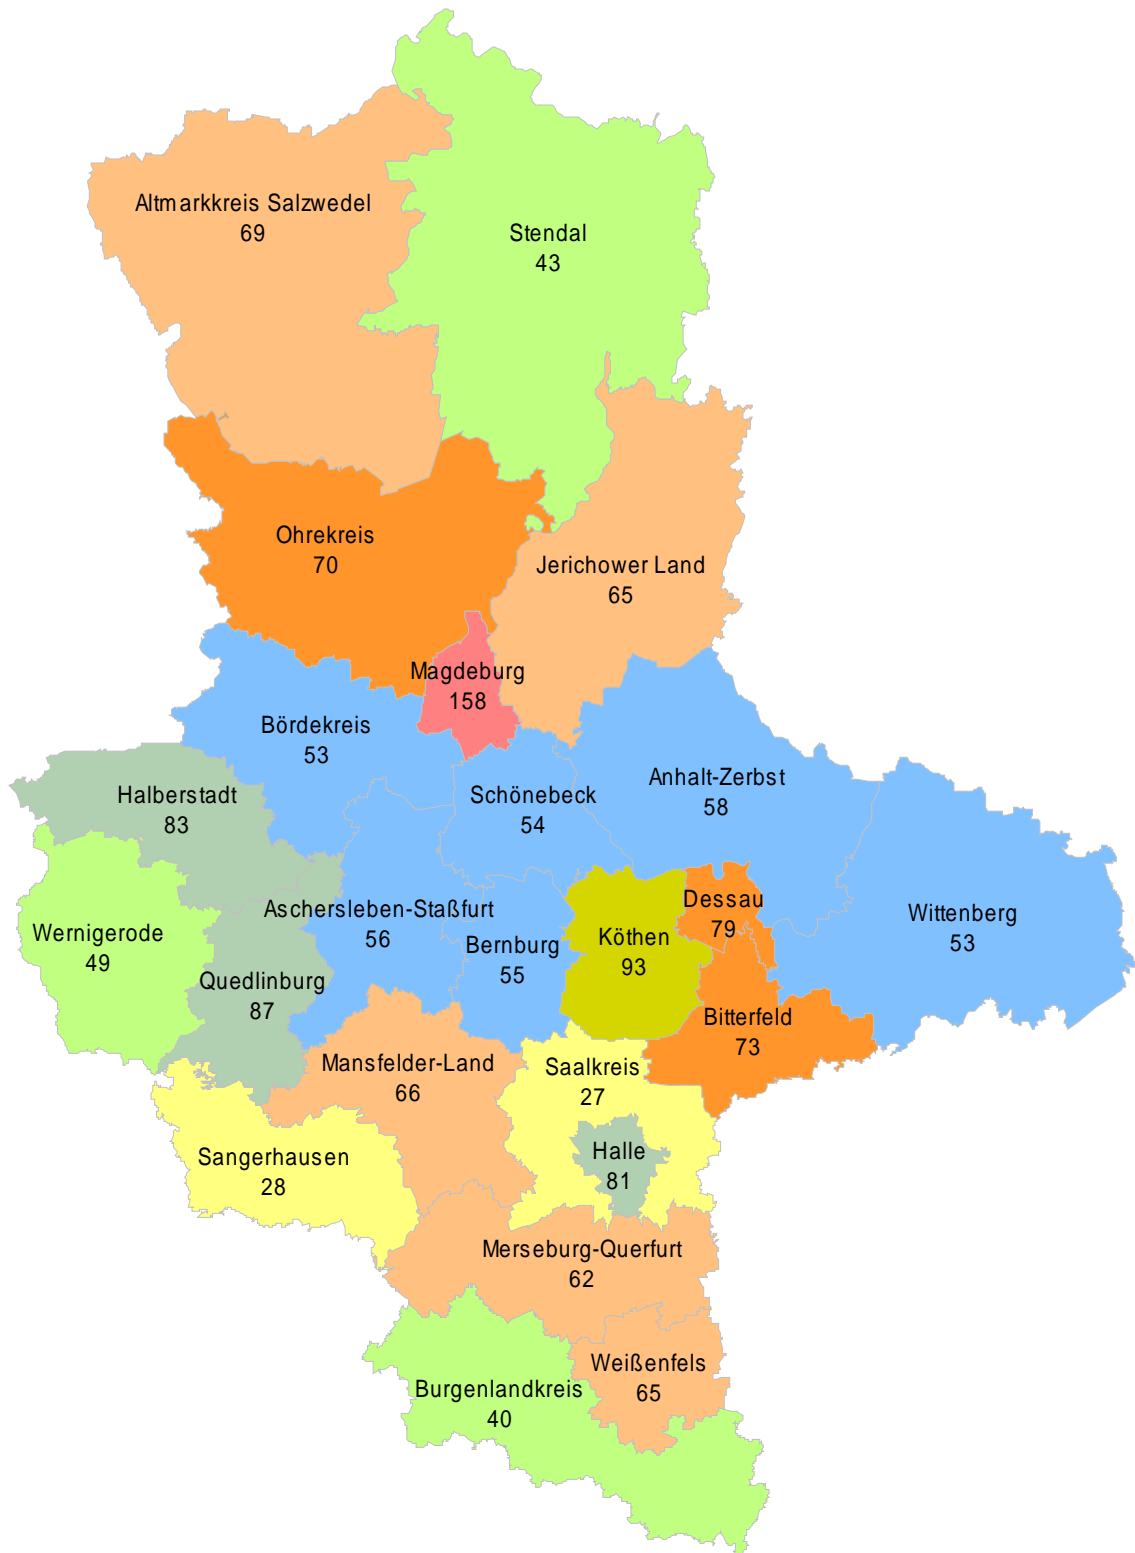 Altmarkkreis Salzwedel
69
Stendal
43
Ohrekreis
70
Jerichower Land
65
Magdeburg
158
Bördekreis
53
Halberstadt
83
Schönebeck
54
Anhalt-Zerbst
58
Wernigerode
49
Aschersleben-Staßfurt
56
Bernburg
55
Köthen
93
Dessau
79
Wittenberg
53
Quedlinburg
87
Bitterfeld
73
Mansfelder-Land
66
Saalkreis
27
Halle
81
Sangerhausen
28
Merseburg-Querfurt
62
Weißenfels
65
Burgenlandkreis
40